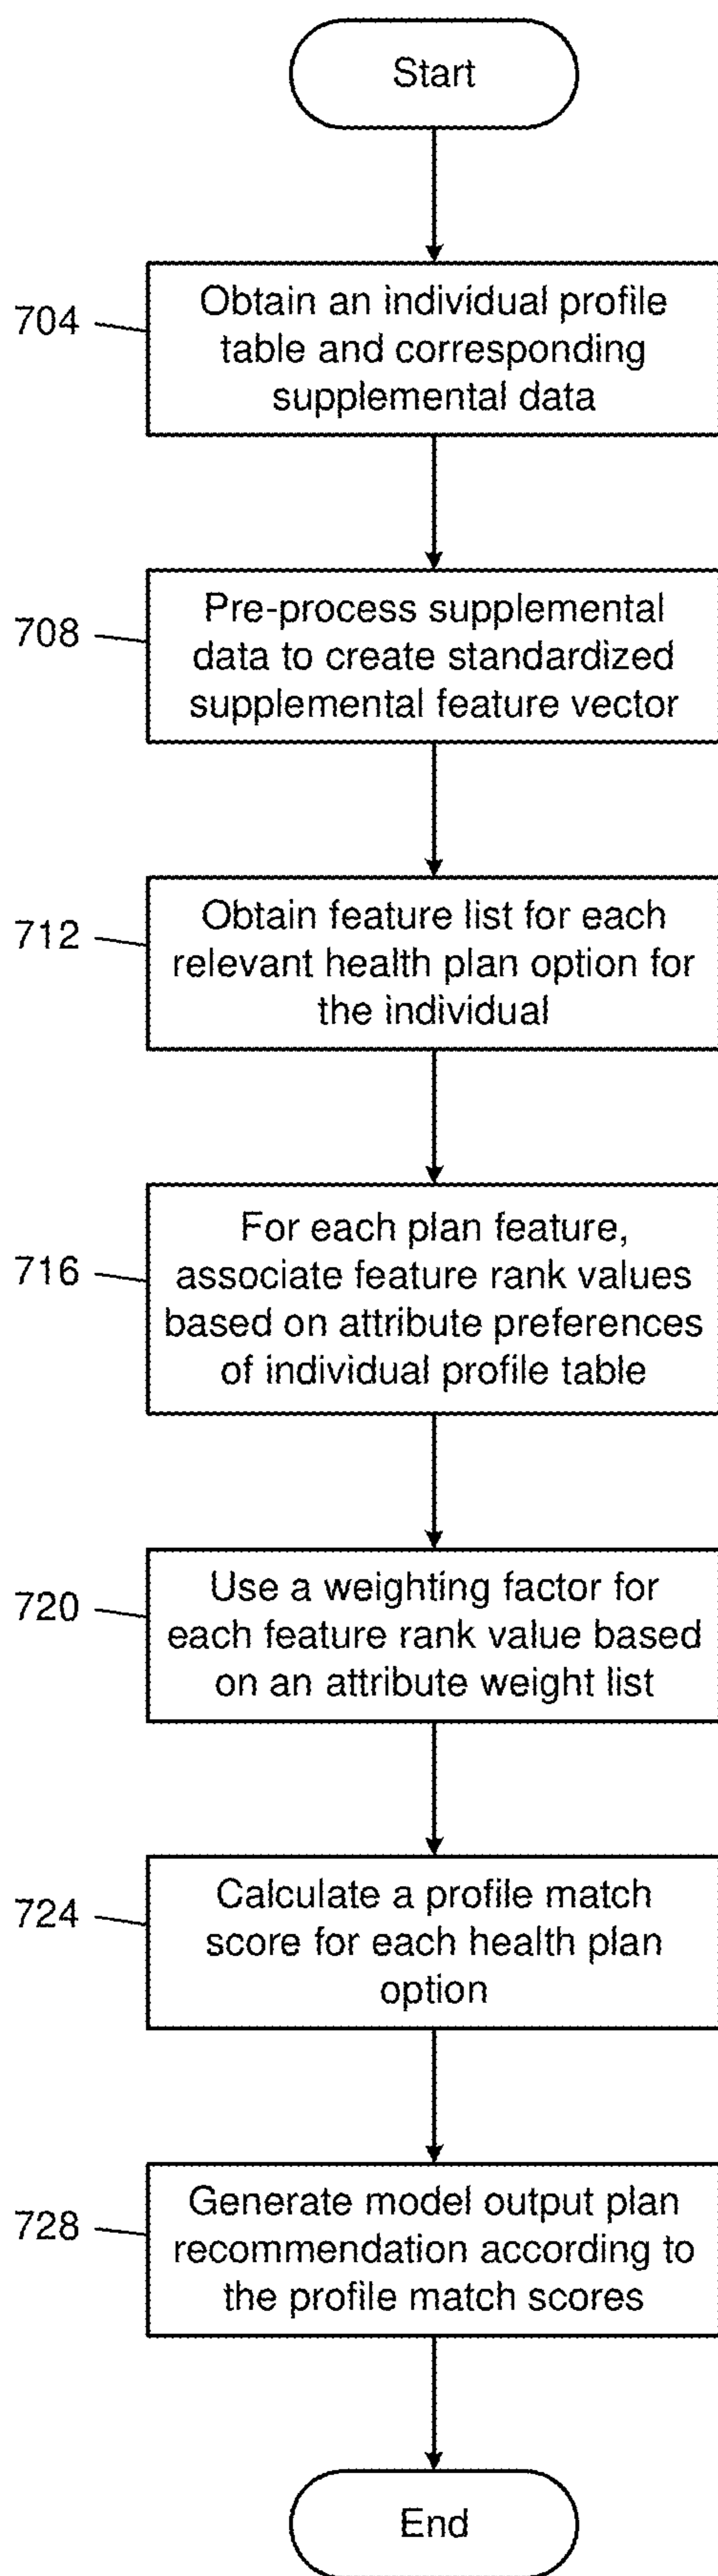 Start
704
Obtain an individual profile
table and corresponding
supplemental data
708
Pre-process supplemental
data to create standardized
supplemental feature vector
712
Obtain feature list for each
relevant health plan option for
the individual
716
For each plan feature,
associate feature rank values
based on attribute preferences
of individual profile table
720
Use a weighting factor for
each feature rank value based
on an attribute weight list
724
Calculate a profile match
score for each health plan
option
728
Generate model output plan
recommendation according to
the profile match scores
End